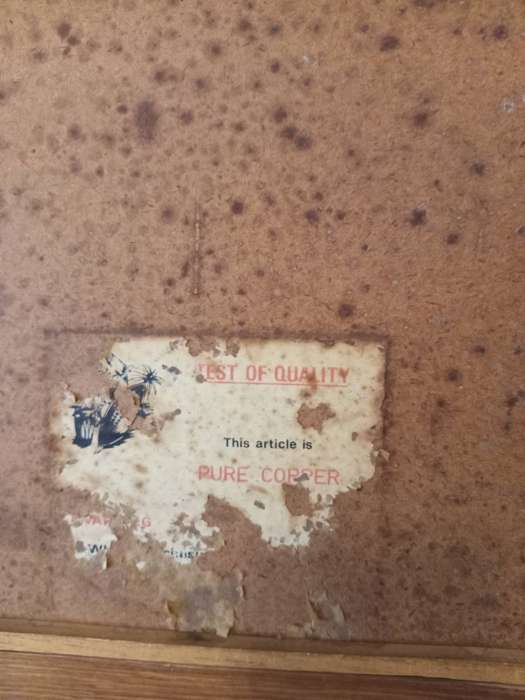 TEST OF QUALITY
This article is
PURE COPPER